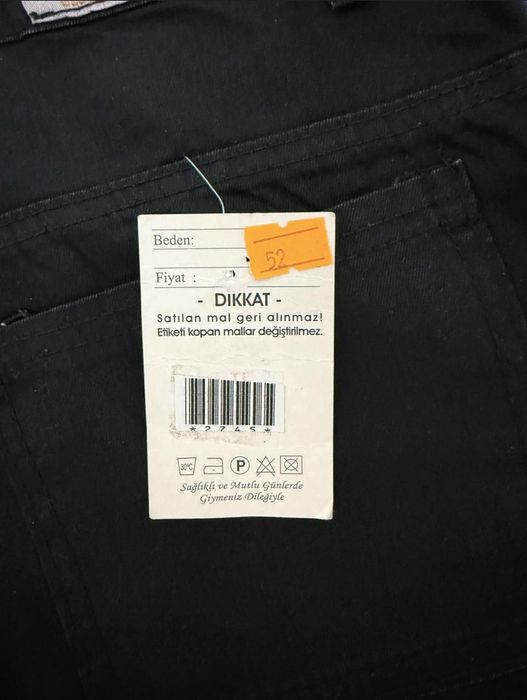 Beden:
52
Fiyat :
- DIKKAT -
Satılan mal geri alınmaz!
Etiketi kopan mallar değiştirilmez.
*2745*
30°C
P
Sağlıklı ve Mutlu Günlerde
Giymeniz Dileğiyle